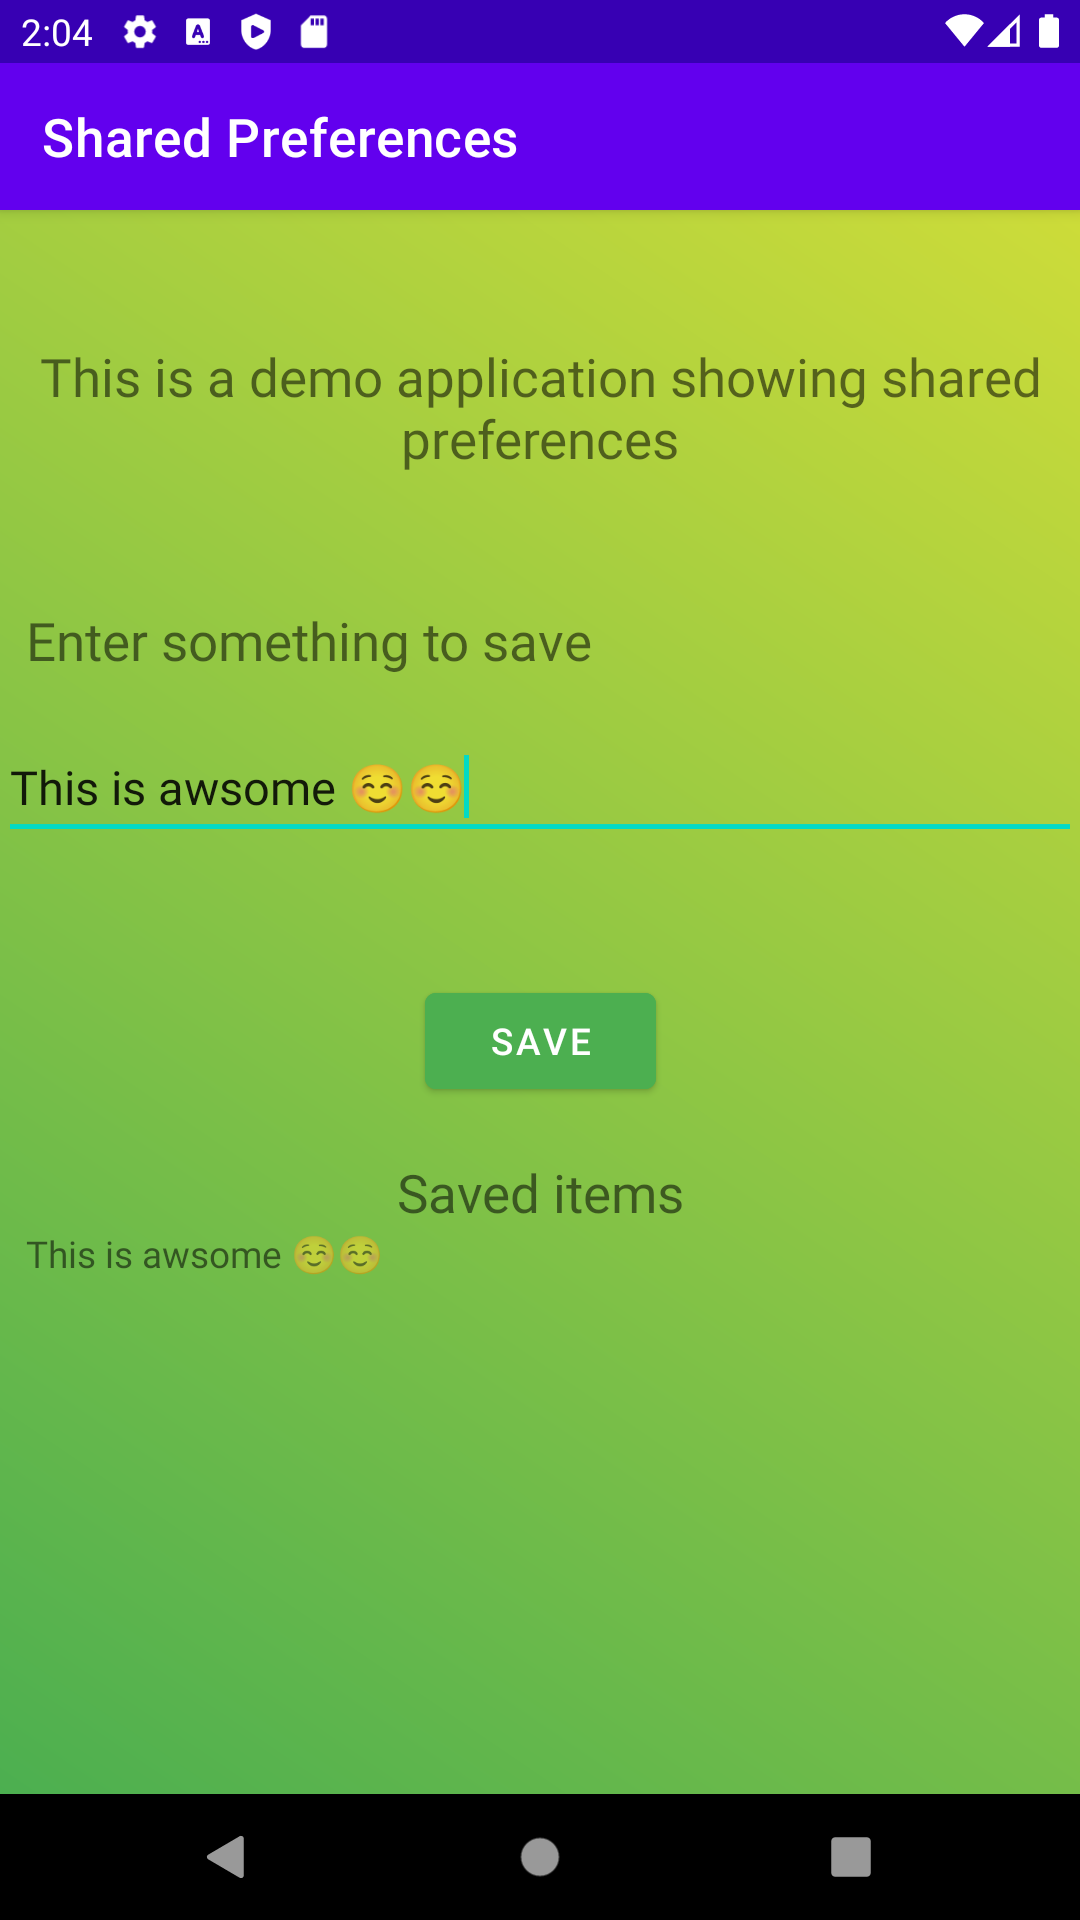 2:04
Shared Preferences
This is a demo application showing shared
preferences
Enter something to save
This is awsome ☺️☺️
SAVE
Saved items
This is awsome ☺️☺️